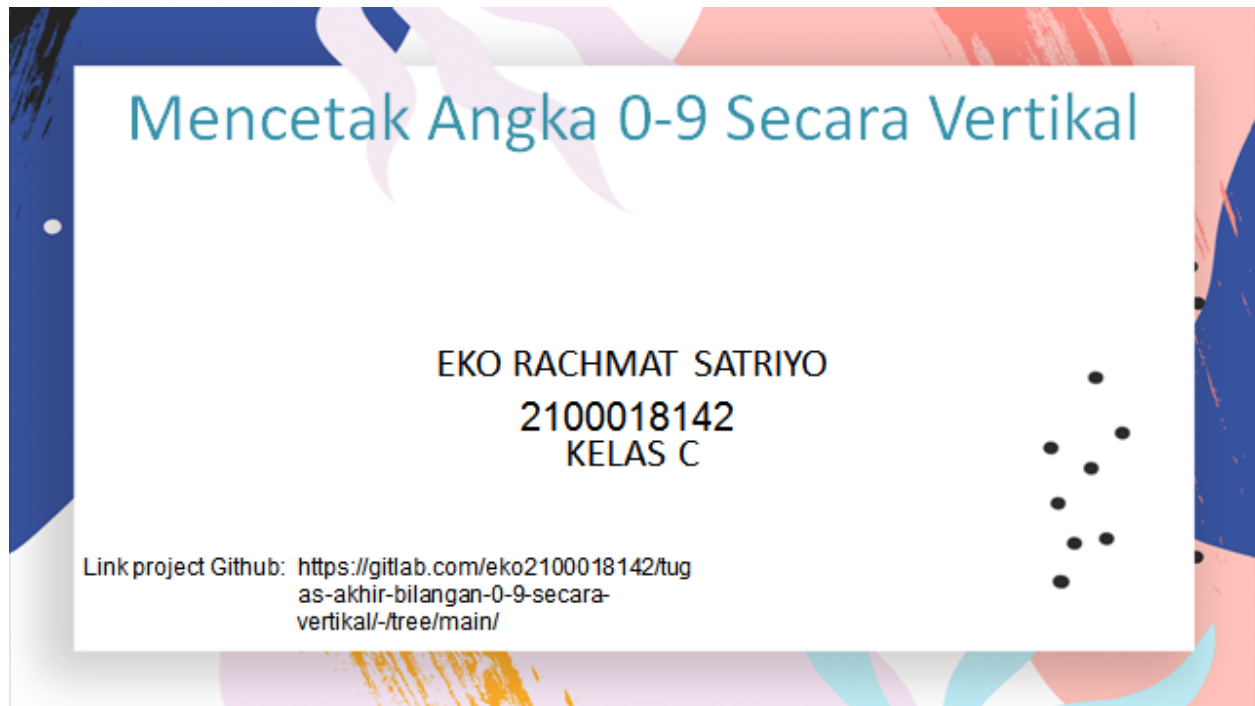 Mencetak Angka 0-9 Secara Vertikal
EKO RACHMAT SATRIYO
2100018142
KELAS C
Link project Github: https://gitlab.com/eko2100018142/tug
as-akhir-bilangan-0-9-secara-
vertikal/-/tree/main/